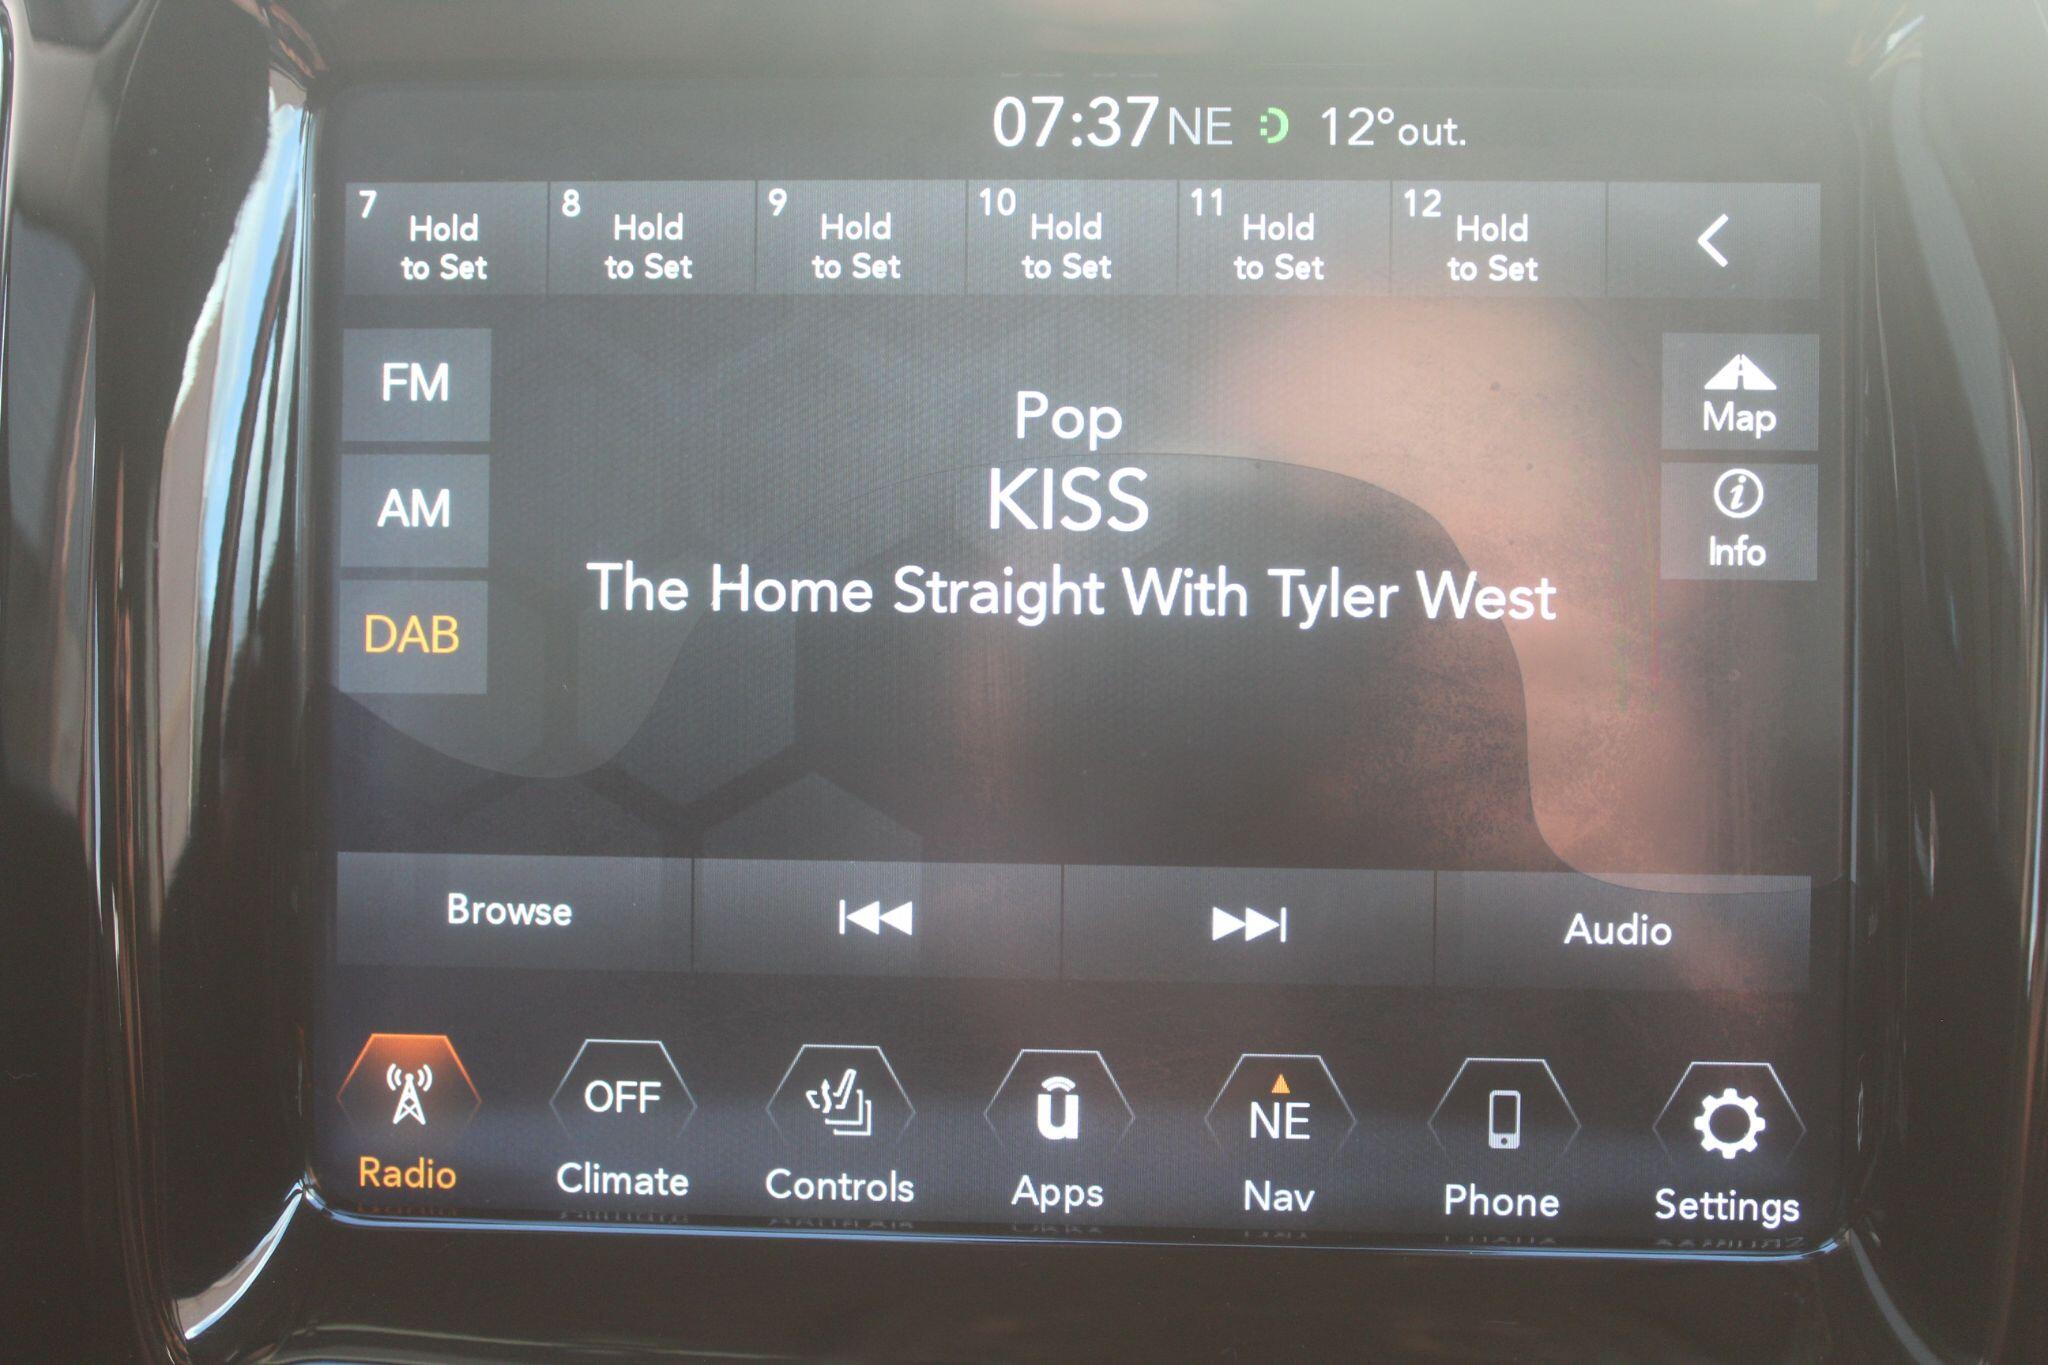 07:37 NE 12° out.
7 Hold to Set
8 Hold to Set
9 Hold to Set
10 Hold to Set
11 Hold to Set
12 Hold to Set
FM
AM
DAB
Pop
KISS
The Home Straight With Tyler West
Map
i
Info
Browse
Audio
Radio
OFF
Climate
Controls
u
Apps
NE
Nav
Phone
Settings